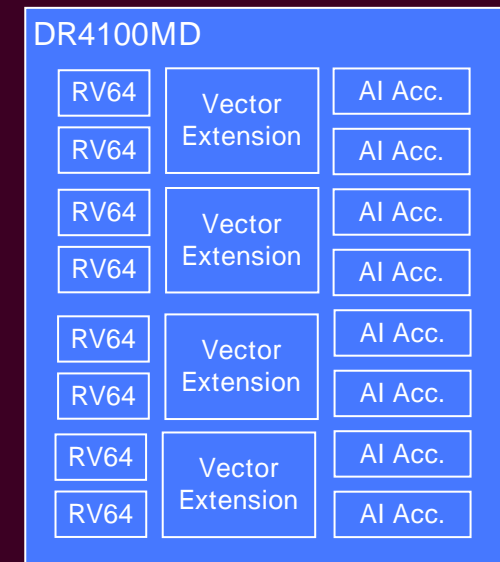 DR4100MD
RV64
RV64
Vector
Extension
AI Acc.
AI Acc.
RV64
RV64
Vector
Extension
AI Acc.
AI Acc.
RV64
RV64
Vector
Extension
AI Acc.
AI Acc.
RV64
RV64
Vector
Extension
AI Acc.
AI Acc.